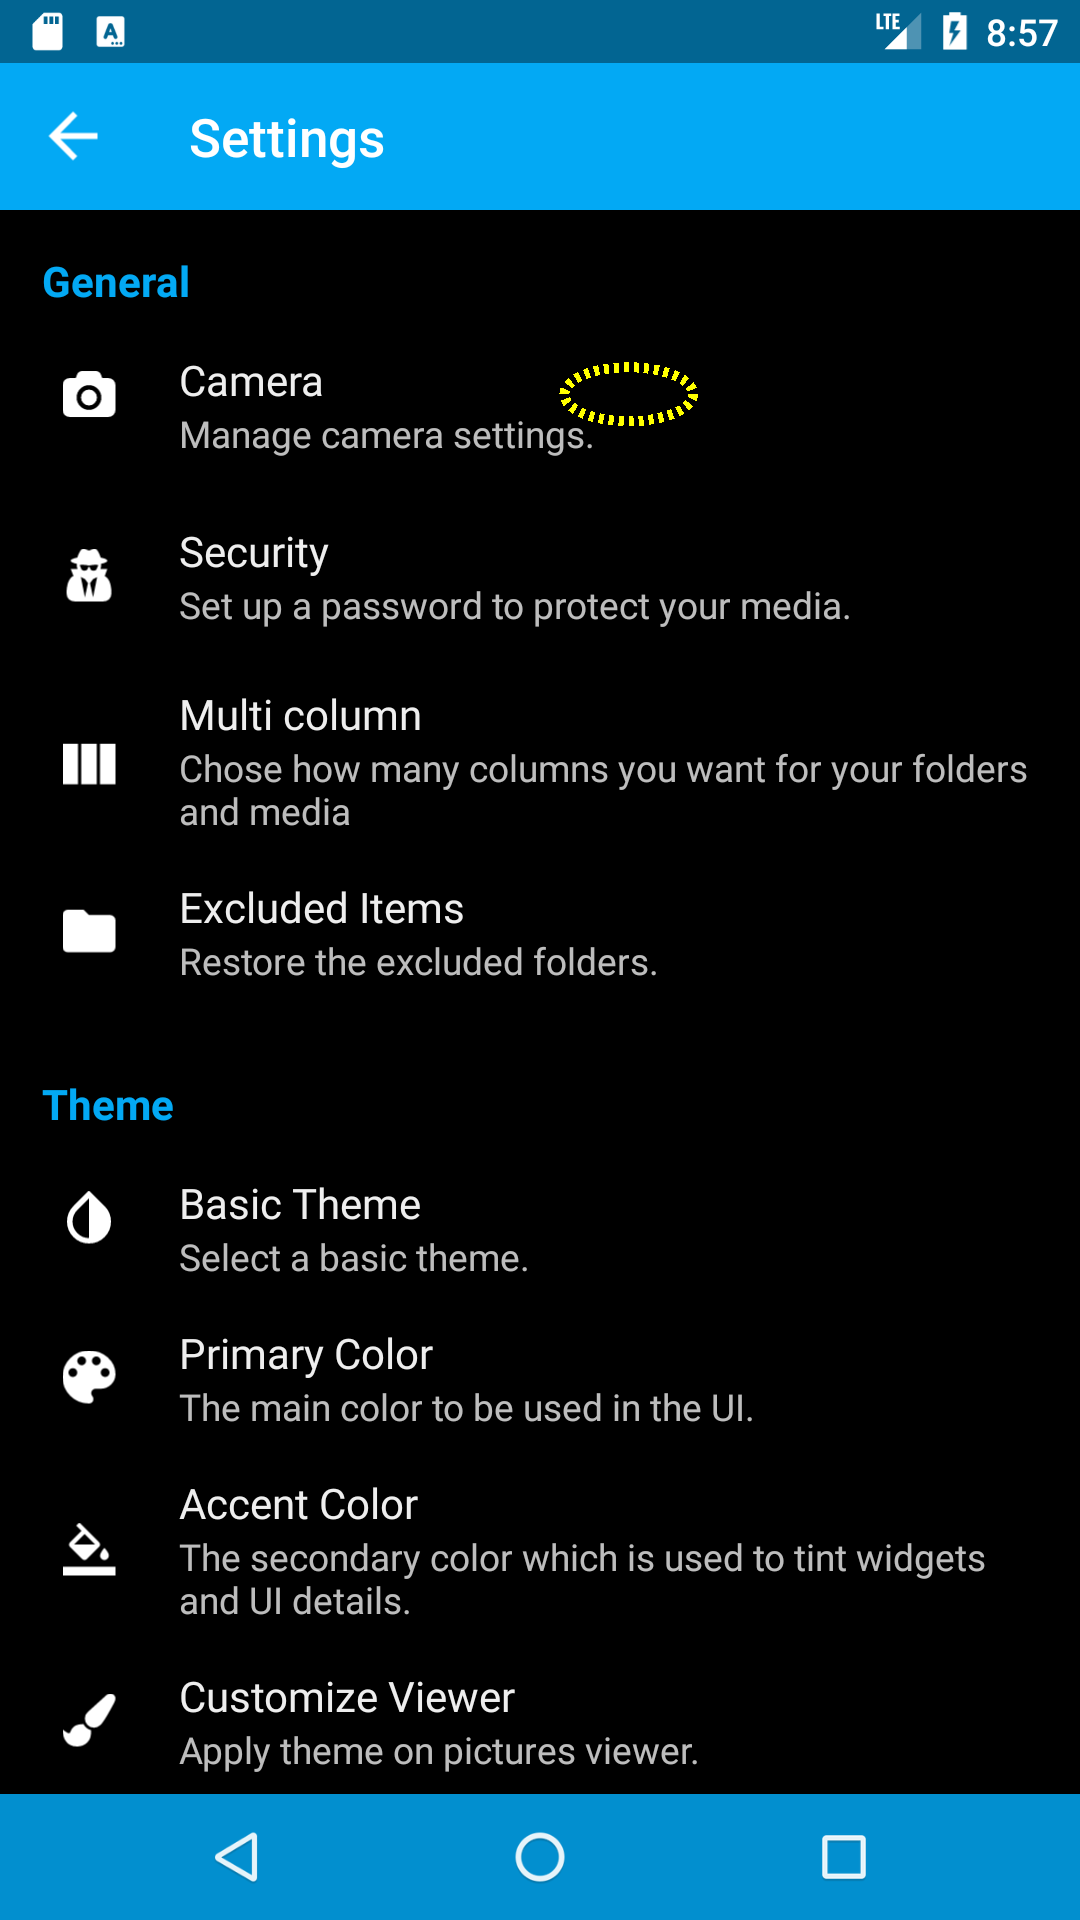 LTE 8:57
Settings
General
Camera
Manage camera settings.
Security
Set up a password to protect your media.
Multi column
Chose how many columns you want for your folders
and media
Excluded Items
Restore the excluded folders.
Theme
Basic Theme
Select a basic theme.
Primary Color
The main color to be used in the UI.
Accent Color
The secondary color which is used to tint widgets
and UI details.
Customize Viewer
Apply theme on pictures viewer.